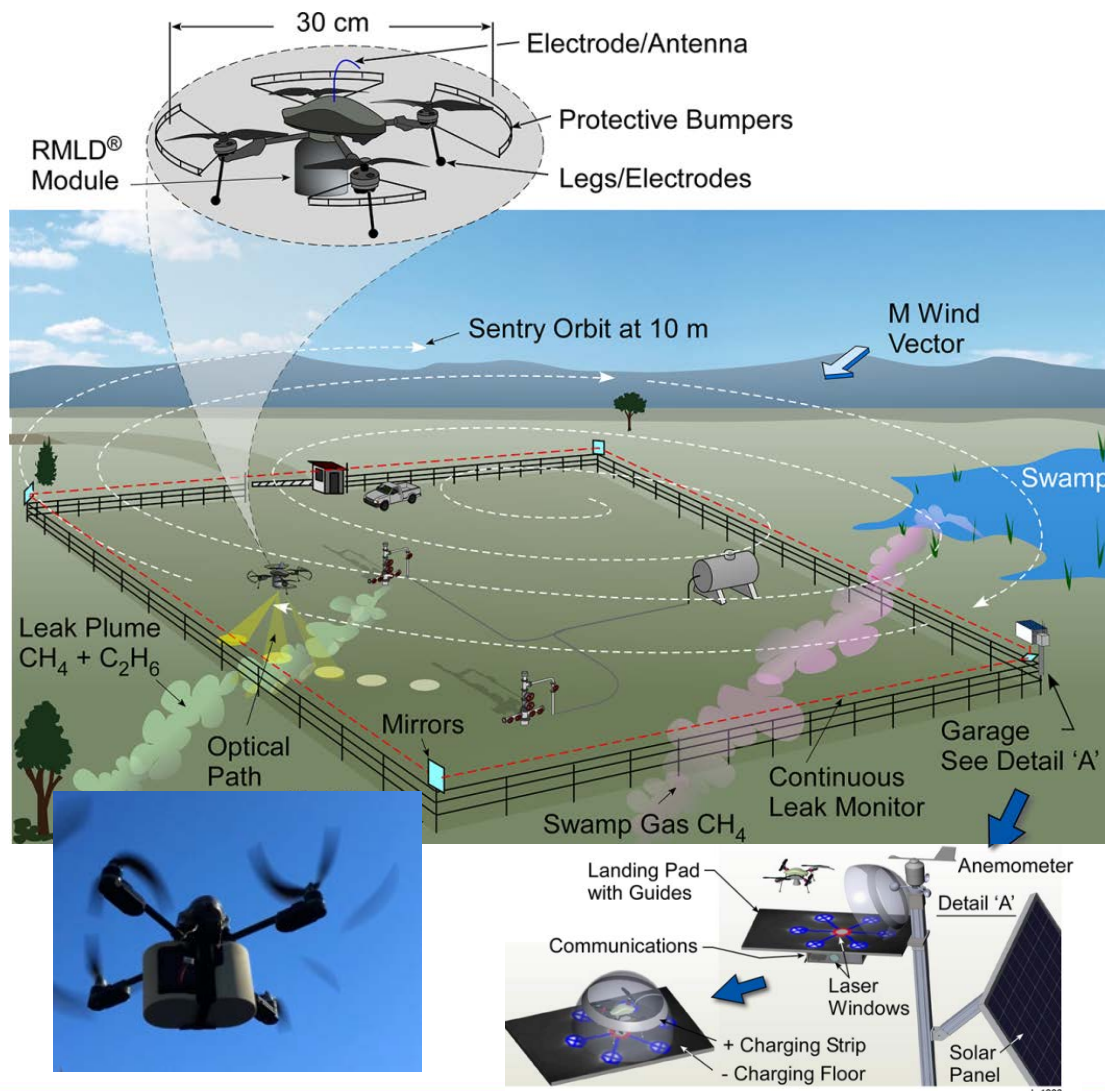 30 cm
Electrode/Antenna
Protective Bumpers
RMLD®
Module
Legs/Electrodes
Sentry Orbit at 10 m
M Wind
Vector
Swamp
Leak Plume
CH₄ + C₂H₆
Optical
Path
Mirrors
Garage
See Detail ‘A’
Continuous
Leak Monitor
Swamp Gas CH₄
Landing Pad
with Guides
Anemometer
Detail ‘A’
Communications
Laser
Windows
+ Charging Strip
- Charging Floor
Solar
Panel